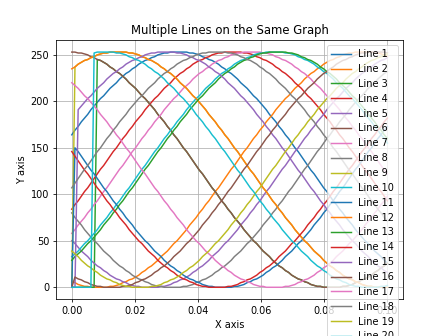 Multiple Lines on the Same Graph
Y axis
250
200
150
100
50
0
0.00
0.02
0.04
0.06
X axis
Line 1
Line 2
Line 3
Line 4
Line 5
Line 6
Line 7
Line 8
Line 9
Line 10
Line 11
Line 12
Line 13
Line 14
Line 15
Line 16
Line 17
Line 18
Line 19
Line 20